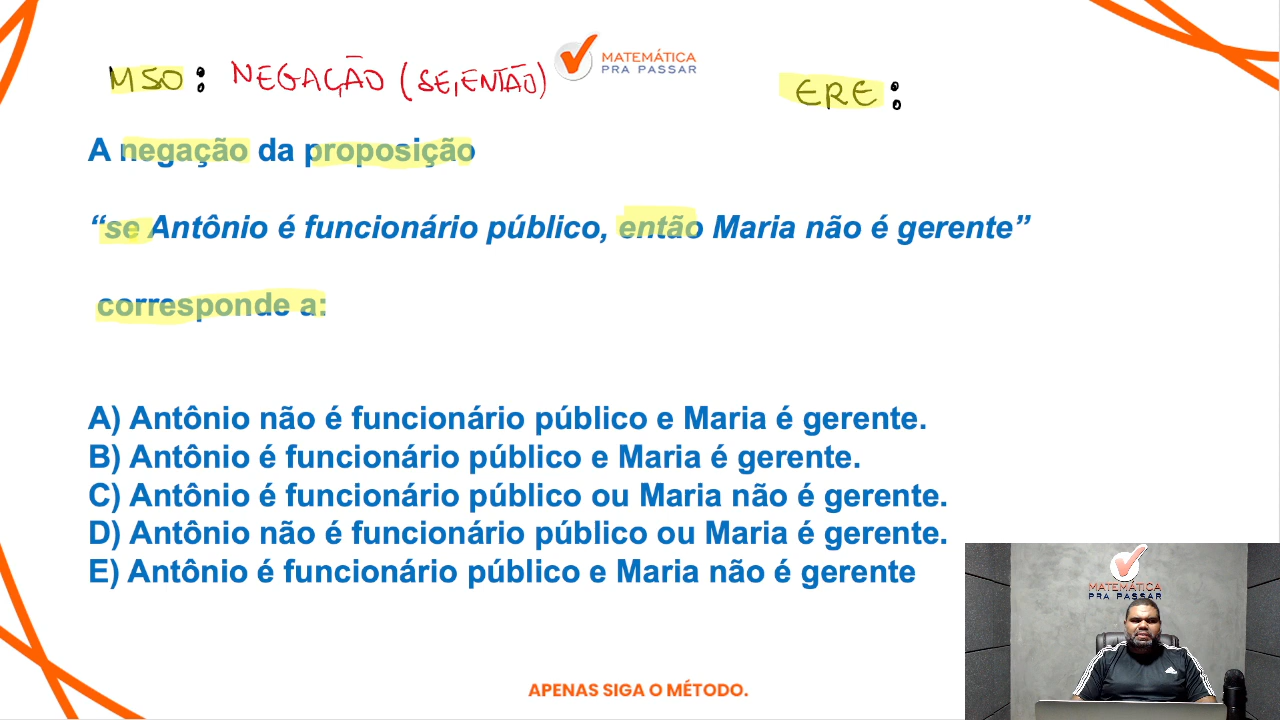 MSO: NEGAÇÃO (SE, ENTÃO)
MATEMÁTICA
PRA PASSAR
ERE:
A negação da proposição
“se Antônio é funcionário público, então Maria não é gerente”
corresponde a:
A) Antônio não é funcionário público e Maria é gerente.
B) Antônio é funcionário público e Maria é gerente.
C) Antônio é funcionário público ou Maria não é gerente.
D) Antônio não é funcionário público ou Maria é gerente.
E) Antônio é funcionário público e Maria não é gerente
MATEMÁTICA
PRA PASSAR
APENAS SIGA O MÉTODO.